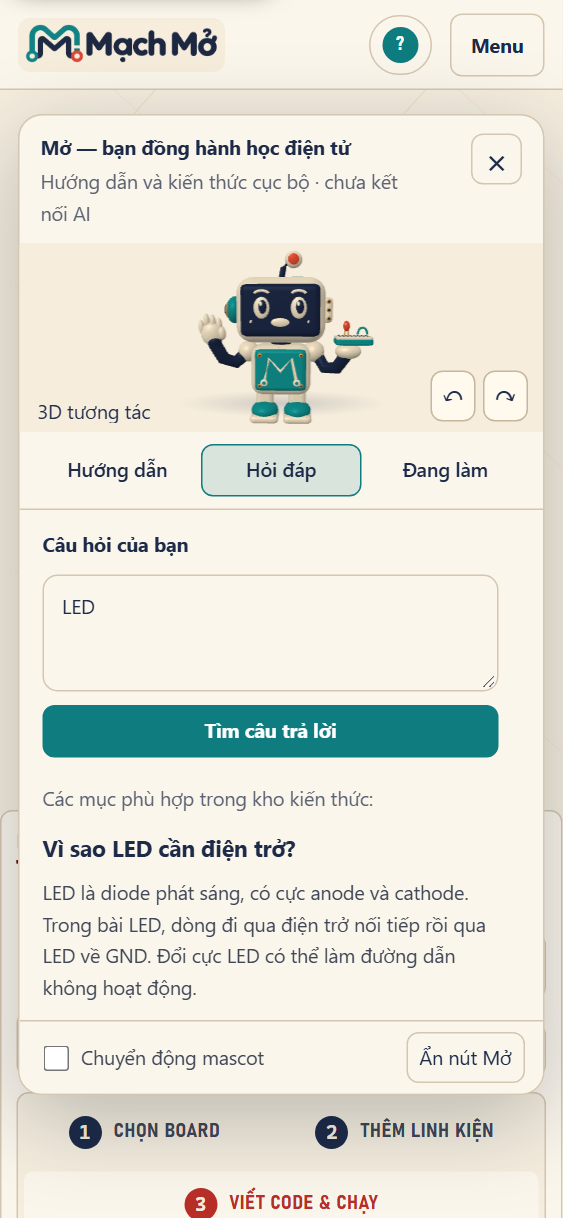 Mạch Mở
?
Menu
Mở — bạn đồng hành học điện tử
Hướng dẫn và kiến thức cục bộ · chưa kết
nối AI
3D tương tác
Hướng dẫn
Hỏi đáp
Đang làm
Câu hỏi của bạn
LED
Tìm câu trả lời
Các mục phù hợp trong kho kiến thức:
Vì sao LED cần điện trở?
LED là diode phát sáng, có cực anode và cathode.
Trong bài LED, dòng đi qua điện trở nối tiếp rồi qua
LED về GND. Đổi cực LED có thể làm đường dẫn
không hoạt động.
Chuyển động mascot
Ẩn nút Mở
1 CHỌN BOARD
2 THÊM LINH KIỆN
3 VIẾT CODE & CHẠY